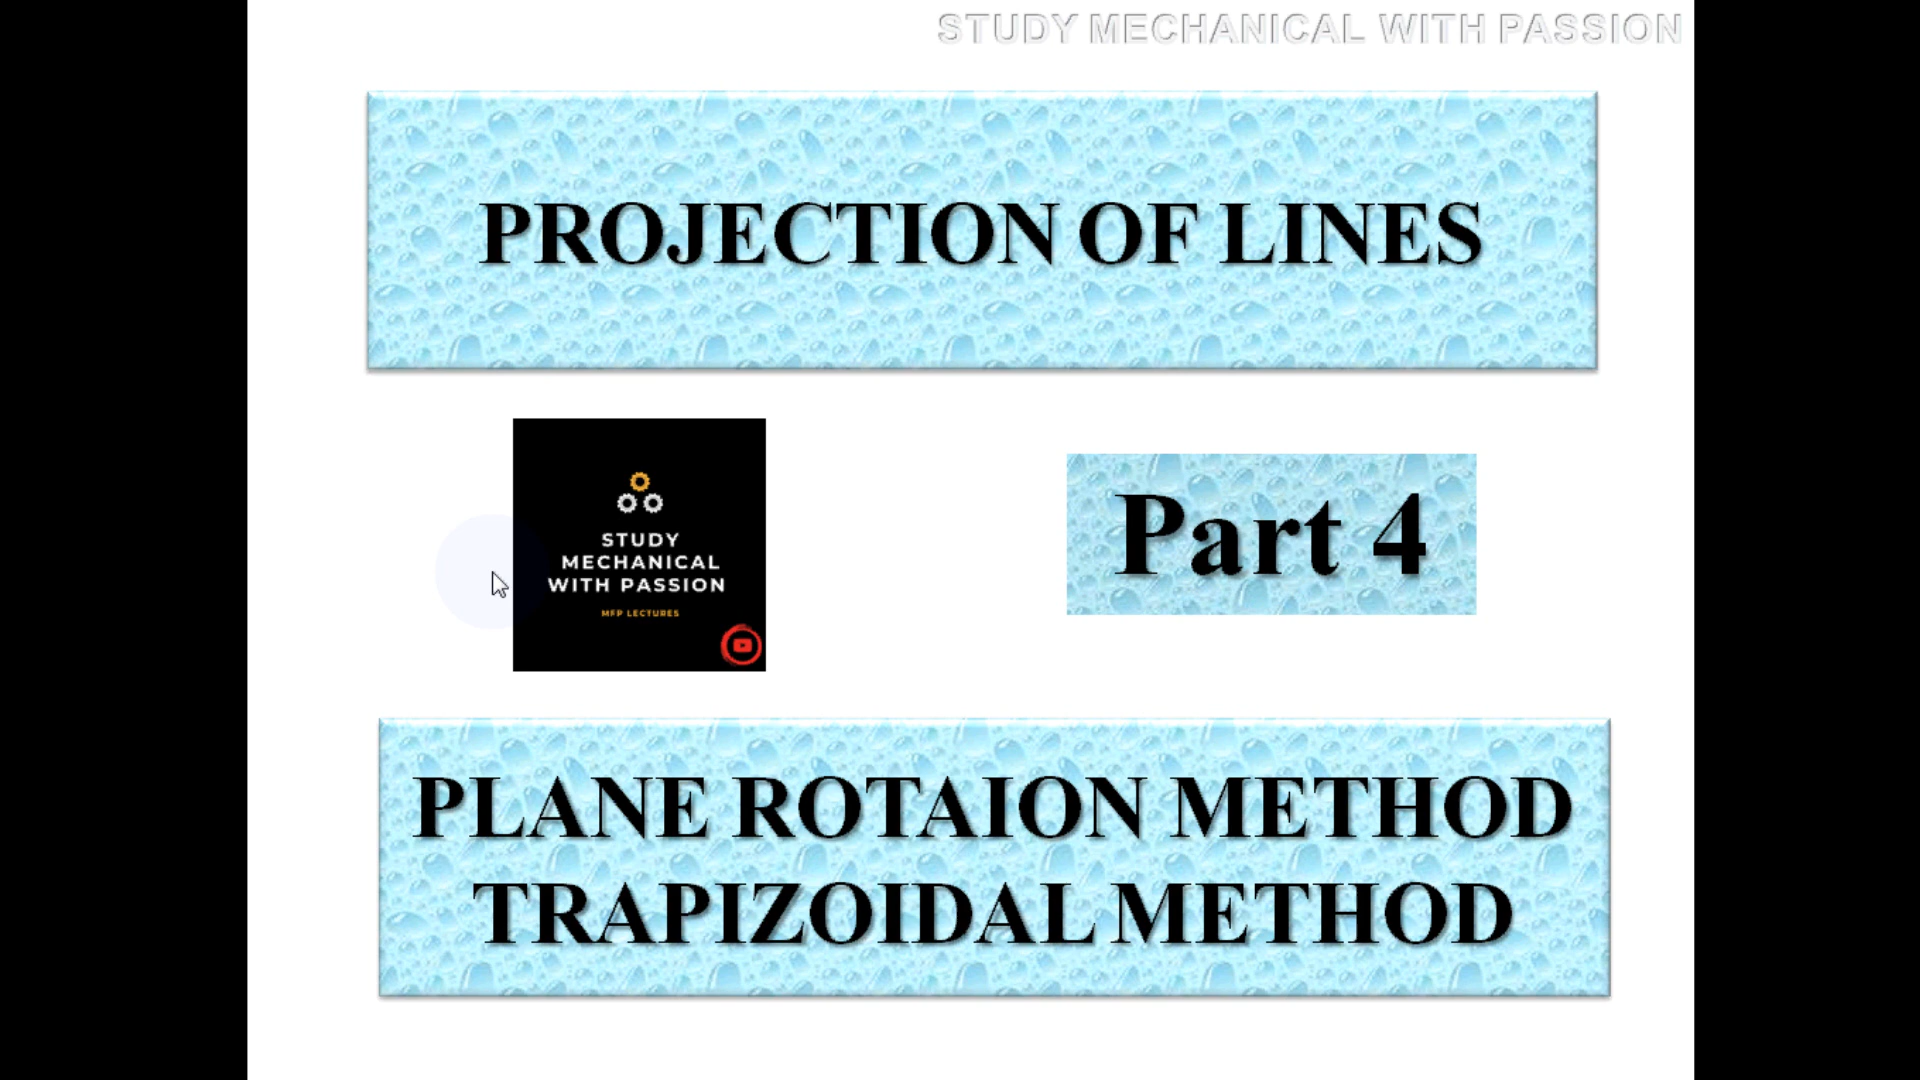 STUDY MECHANICAL WITH PASSION
PROJECTION OF LINES
STUDY
MECHANICAL
WITH PASSION
MFP LECTURES
Part 4
PLANE ROTAION METHOD
TRAPIZOIDAL METHOD